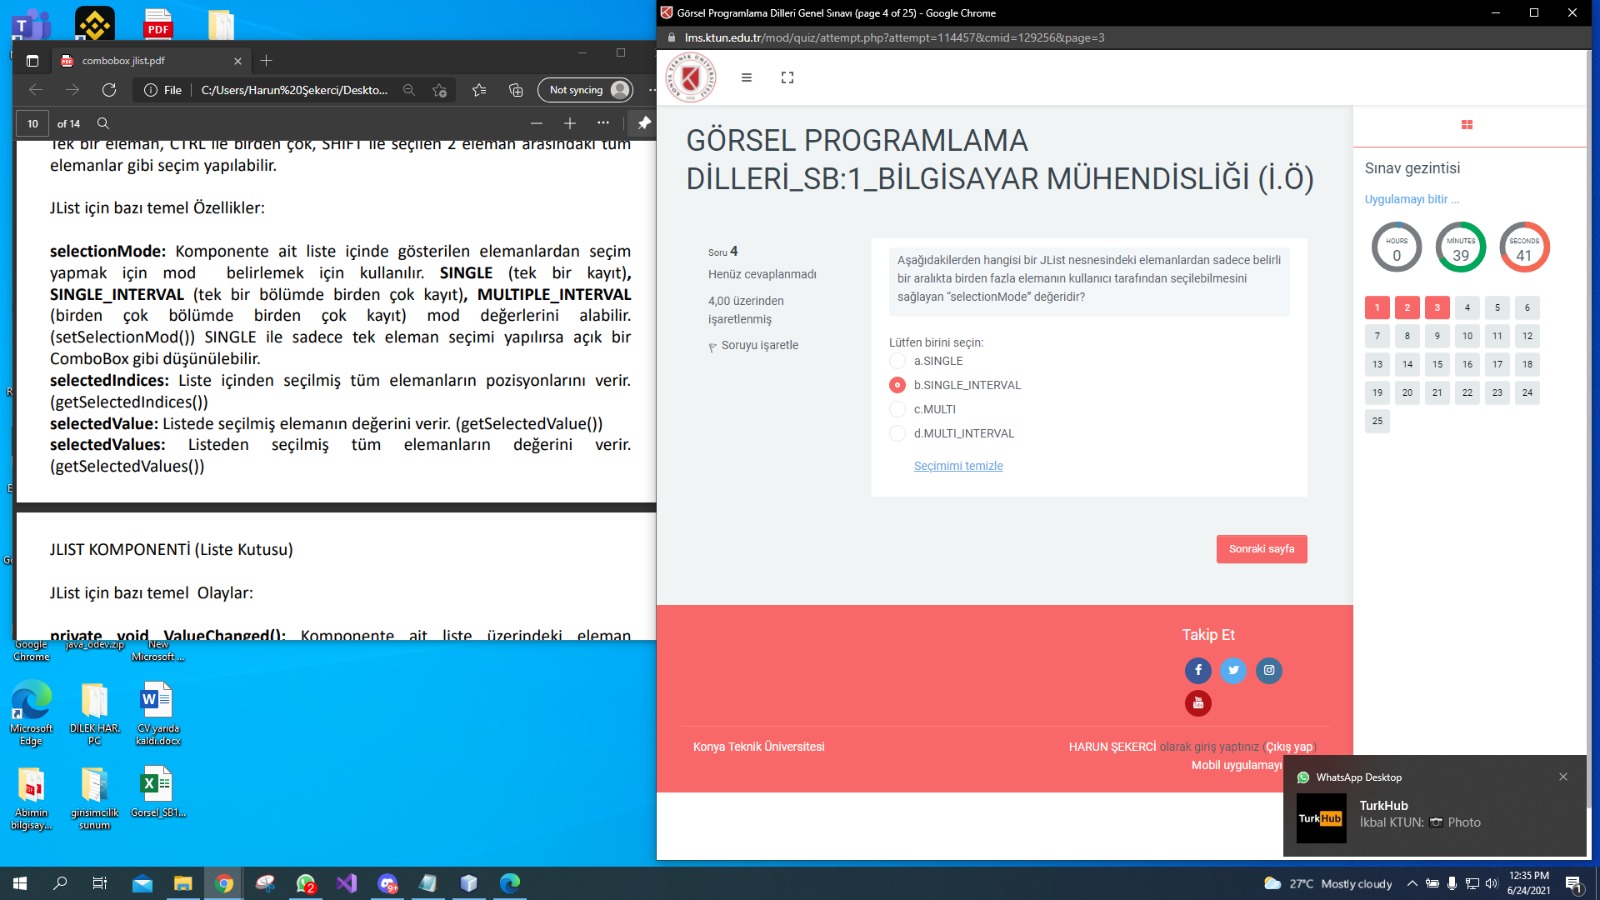 combobox jlist.pdf
File
C:/Users/Harun%20Şekerci/Deskto...
Not syncing
10
of 14
Tek bir eleman, CTRL ile birden çok, SHIFT ile seçilen 2 eleman arasındaki tüm
elemanlar gibi seçim yapılabilir.
JList için bazı temel Özellikler:
selectionMode: Komponente ait liste içinde gösterilen elemanlardan seçim
yapmak için mod belirlemek için kullanılır. SINGLE (tek bir kayıt),
SINGLE_INTERVAL (tek bir bölümde birden çok kayıt), MULTIPLE_INTERVAL
(birden çok bölümde birden çok kayıt) mod değerlerini alabilir.
(setSelectionMod()) SINGLE ile sadece tek eleman seçimi yapılırsa açık bir
ComboBox gibi düşünülebilir.
selectedIndices: Liste içinden seçilmiş tüm elemanların pozisyonlarını verir.
(getSelectedIndices())
selectedValue: Listede seçilmiş elemanın değerini verir. (getSelectedValue())
selectedValues: Listeden seçilmiş tüm elemanların değerini verir.
(getSelectedValues())
JLIST KOMPONENTİ (Liste Kutusu)
JList için bazı temel Olaylar:
private void ValueChanged(): Komponente ait liste üzerindeki eleman
PDF
Google
Chrome
java_odev.zip
New
Microsoft ...
Microsoft
Edge
DİLEK HAR.
PC
CV yarıda
kaldı.docx
Abimin
bilgisay...
girisimcilik
sunum
Gorsel_SB1...
Görsel Programlama Dilleri Genel Sınavı (page 4 of 25) - Google Chrome
lms.ktun.edu.tr/mod/quiz/attempt.php?attempt=114457&cmid=129256&page=3
GÖRSEL PROGRAMLAMA
DİLLERİ_SB:1_BİLGİSAYAR MÜHENDİSLİĞİ (İ.Ö)
Soru 4
Henüz cevaplanmadı
4,00 üzerinden
işaretlenmiş
Soruyu işaretle
Aşağıdakilerden hangisi bir JList nesnesindeki elemanlardan sadece belirli
bir aralıkta birden fazla elemanın kullanıcı tarafından seçilebilmesini
sağlayan “selectionMode” değeridir?
Lütfen birini seçin:
a.SINGLE
b.SINGLE_INTERVAL
c.MULTI
d.MULTI_INTERVAL
Seçimimi temizle
Sonraki sayfa
Sınav gezintisi
Uygulamayı bitir ...
HOURS
0
MINUTES
39
SECONDS
41
1 2 3 4 5 6
7 8 9 10 11 12
13 14 15 16 17 18
19 20 21 22 23 24
25
Takip Et
Konya Teknik Üniversitesi
HARUN ŞEKERCİ olarak giriş yaptınız (Çıkış yap)
Mobil uygulamayı
WhatsApp Desktop
Turk Hub
TurkHub
İkbal KTUN: Photo
27°C Mostly cloudy
12:35 PM
6/24/2021